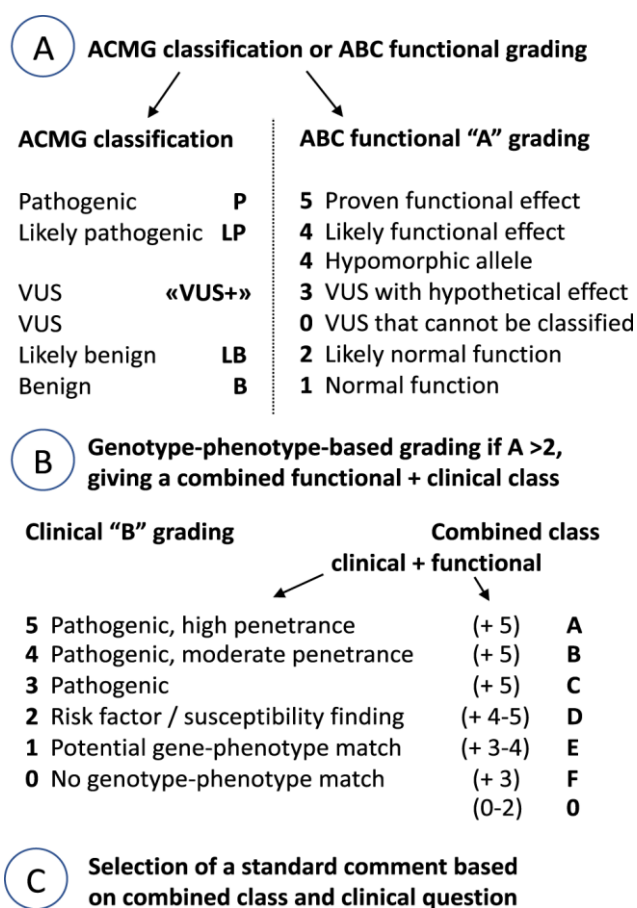 A ACMG classification or ABC functional grading
ACMG classification
Pathogenic P
Likely pathogenic LP
VUS «VUS+»
VUS
Likely benign LB
Benign B
ABC functional “A” grading
5 Proven functional effect
4 Likely functional effect
4 Hypomorphic allele
3 VUS with hypothetical effect
0 VUS that cannot be classified
2 Likely normal function
1 Normal function
B Genotype-phenotype-based grading if A >2,
giving a combined functional + clinical class
Clinical “B” grading Combined class
clinical + functional
5 Pathogenic, high penetrance (+ 5) A
4 Pathogenic, moderate penetrance (+ 5) B
3 Pathogenic (+ 5) C
2 Risk factor / susceptibility finding (+ 4-5) D
1 Potential gene-phenotype match (+ 3-4) E
0 No genotype-phenotype match (+ 3) F
(0-2) 0
C Selection of a standard comment based
on combined class and clinical question